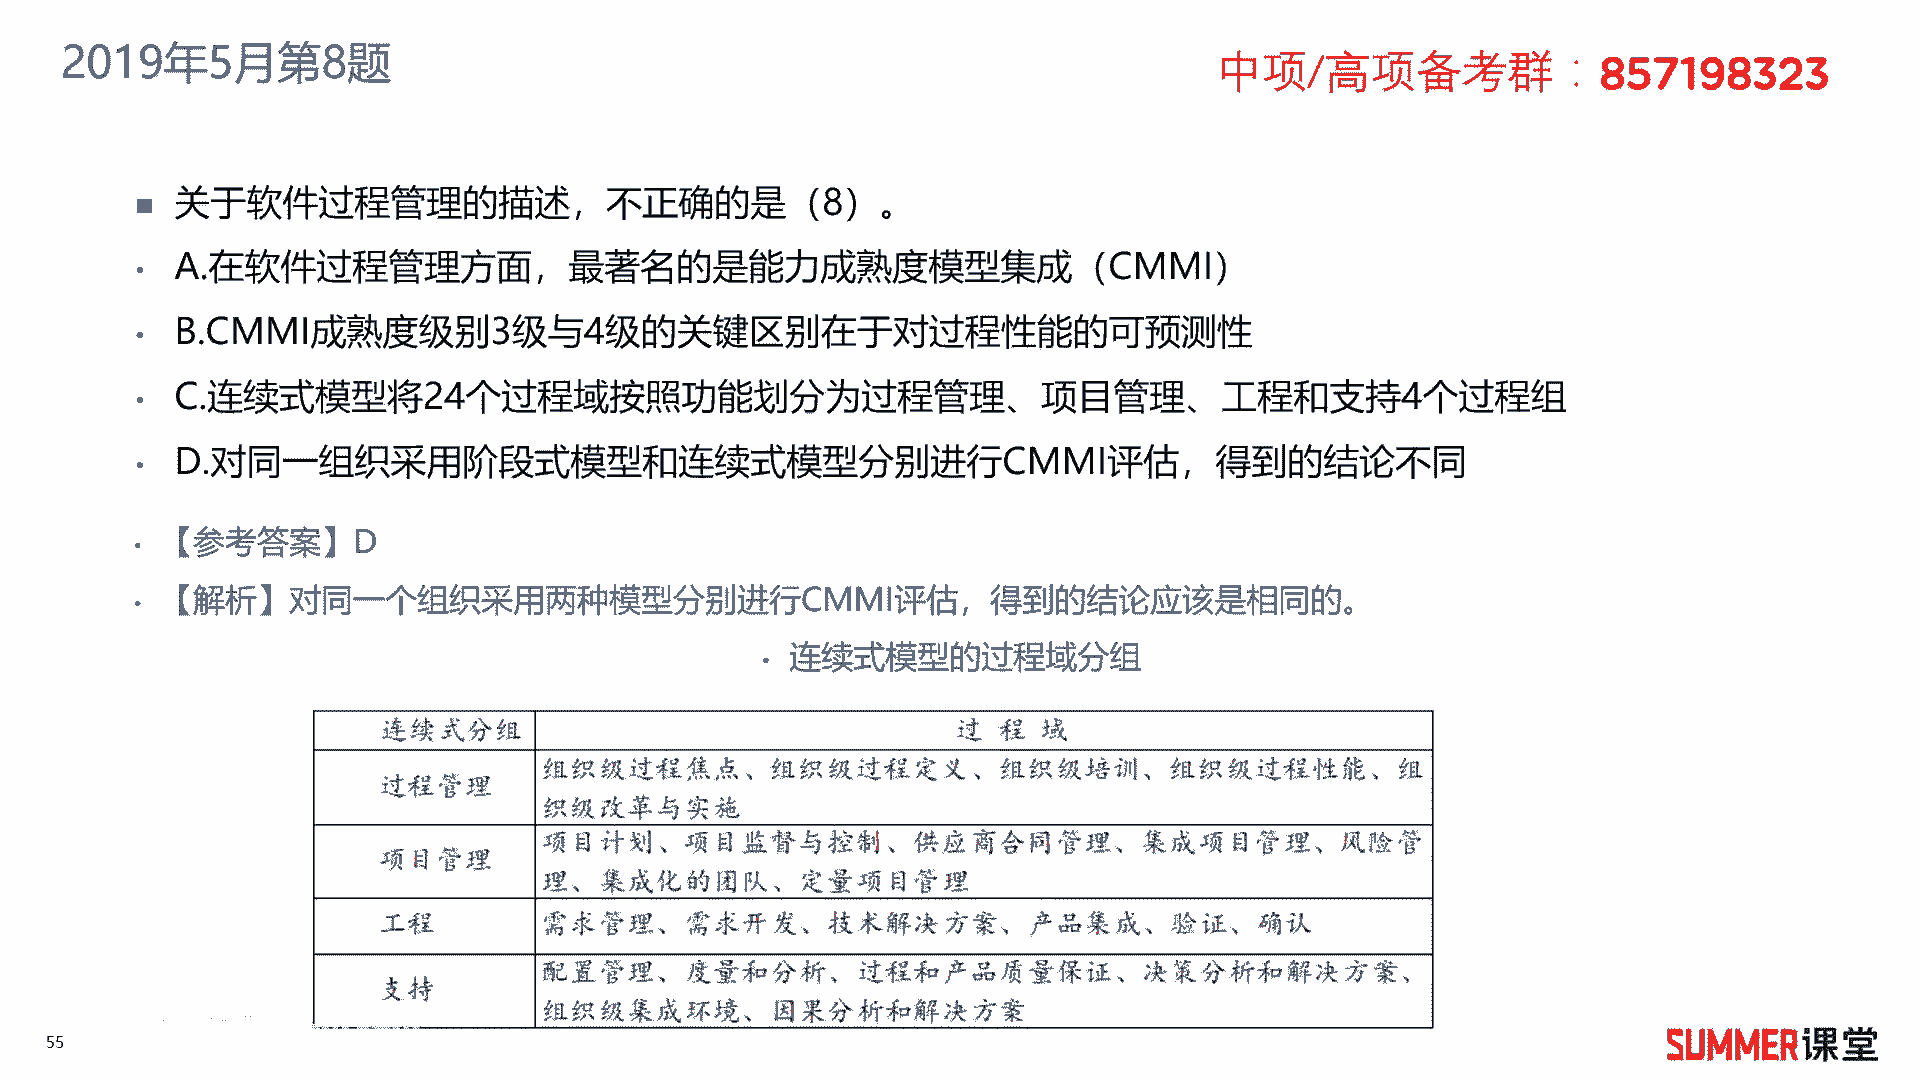 2019年5月第8题
中项/高项备考群：857198323
■ 关于软件过程管理的描述，不正确的是（8）。
· A.在软件过程管理方面，最著名的是能力成熟度模型集成（CMMI）
· B.CMMI成熟度级别3级与4级的关键区别在于对过程性能的可预测性
· C.连续式模型将24个过程域按照功能划分为过程管理、项目管理、工程和支持4个过程组
· D.对同一组织采用阶段式模型和连续式模型分别进行CMMI评估，得到的结论不同
· 【参考答案】D
· 【解析】对同一个组织采用两种模型分别进行CMMI评估，得到的结论应该是相同的。
· 连续式模型的过程域分组
连续式分组 过 程 域
过程管理 组织级过程焦点、组织级过程定义、组织级培训、组织级过程性能、组
织级改革与实施
项目管理 项目计划、项目监督与控制、供应商合同管理、集成项目管理、风险管
理、集成化的团队、定量项目管理
工程 需求管理、需求开发、技术解决方案、产品集成、验证、确认
支持 配置管理、度量和分析、过程和产品质量保证、决策分析和解决方案、
组织级集成环境、因果分析和解决方案
55
SUMMER课堂